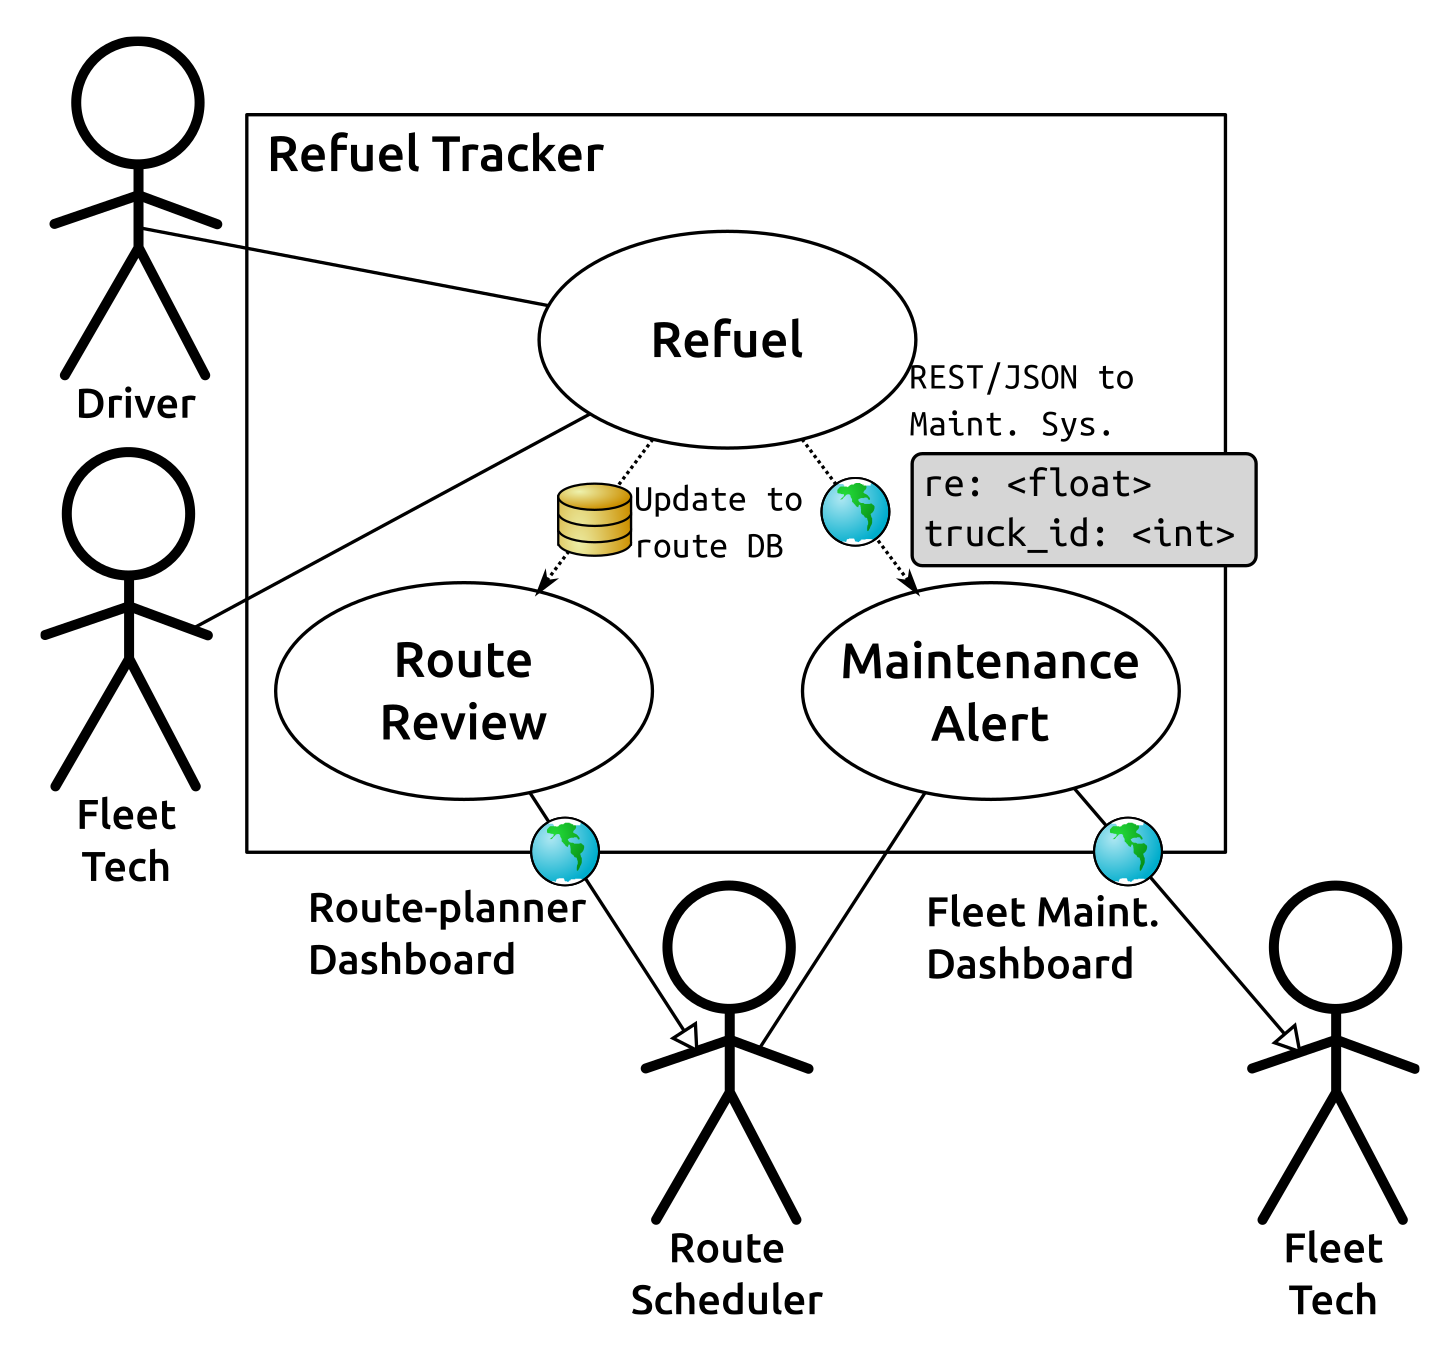 Refuel Tracker
Driver
Refuel
REST/JSON to
Maint. Sys.
re: <float>
truck_id: <int>
Update to
route DB
Fleet
Tech
Route
Review
Maintenance
Alert
Route-planner
Dashboard
Fleet Maint.
Dashboard
Route
Scheduler
Fleet
Tech